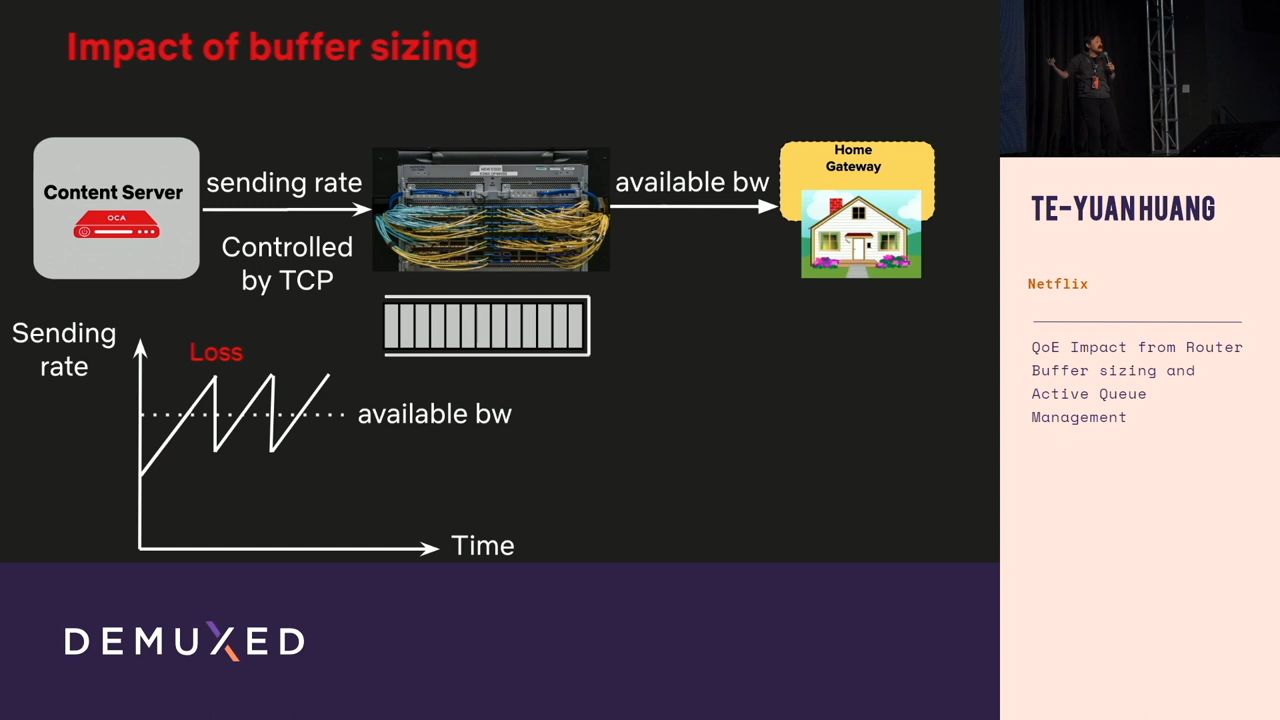 Impact of buffer sizing
Content Server
OCA
sending rate
Controlled
by TCP
available bw
Home
Gateway
Sending
rate
Loss
available bw
Time
DEMUXED
TE-YUAN HUANG
Netflix
QoE Impact from Router
Buffer sizing and
Active Queue
Management